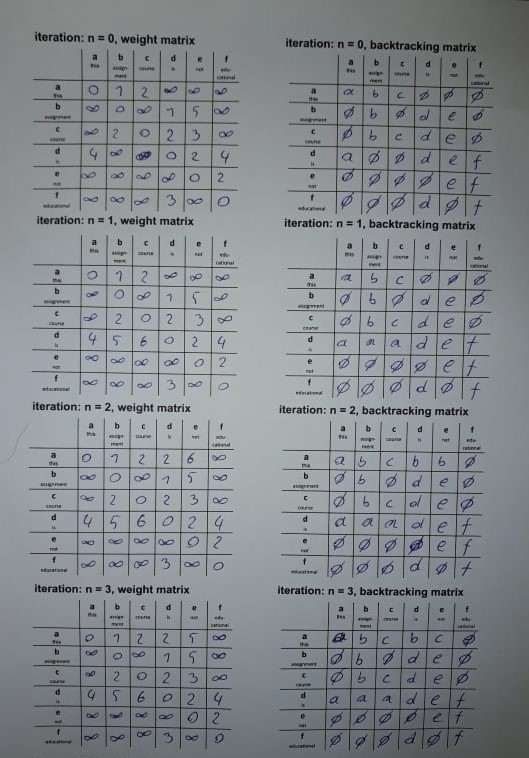 iteration: n = 0, weight matrix
a b c d e f
this assign- course is not edu-
ment cational
a 0 1 2 ∞ ∞ ∞
this
b ∞ 0 ∞ 1 5 ∞
assignment
c ∞ 2 0 2 3 ∞
course
d 4 ∞ ∞ 0 2 4
is
e ∞ ∞ ∞ ∞ 0 2
not
f ∞ ∞ ∞ 3 ∞ 0
educational
iteration: n = 0, backtracking matrix
a b c d e f
this assign- course is not edu-
ment cational
a a b c ∅ ∅ ∅
this
b ∅ b ∅ d e ∅
assignment
c ∅ b c d e ∅
course
d a ∅ ∅ d e f
is
e ∅ ∅ ∅ ∅ e f
not
f ∅ ∅ ∅ d ∅ f
educational
iteration: n = 1, weight matrix
a b c d e f
this assign- course is not edu-
ment cational
a 0 1 2 ∞ ∞ ∞
this
b ∞ 0 ∞ 1 5 ∞
assignment
c ∞ 2 0 2 3 ∞
course
d 4 5 6 0 2 4
is
e ∞ ∞ ∞ ∞ 0 2
not
f ∞ ∞ ∞ 3 ∞ 0
educational
iteration: n = 1, backtracking matrix
a b c d e f
this assign- course is not edu-
ment cational
a a b c ∅ ∅ ∅
this
b ∅ b ∅ d e ∅
assignment
c ∅ b c d e ∅
course
d a a a d e f
is
e ∅ ∅ ∅ ∅ e f
not
f ∅ ∅ ∅ d ∅ f
educational
iteration: n = 2, weight matrix
a b c d e f
this assign- course is not edu-
ment cational
a 0 1 2 2 6 ∞
this
b ∞ 0 ∞ 1 5 ∞
assignment
c ∞ 2 0 2 3 ∞
course
d 4 5 6 0 2 4
is
e ∞ ∞ ∞ ∞ 0 2
not
f ∞ ∞ ∞ 3 ∞ 0
educational
iteration: n = 2, backtracking matrix
a b c d e f
this assign- course is not edu-
ment cational
a a b c b b ∅
this
b ∅ b ∅ d e ∅
assignment
c ∅ b c d e ∅
course
d a a a d e f
is
e ∅ ∅ ∅ ∅ e f
not
f ∅ ∅ ∅ d ∅ f
educational
iteration: n = 3, weight matrix
a b c d e f
this assign- course is not edu-
ment cational
a 0 1 2 2 5 ∞
this
b ∞ 0 ∞ 1 5 ∞
assignment
c ∞ 2 0 2 3 ∞
course
d 4 5 6 0 2 4
is
e ∞ ∞ ∞ ∞ 0 2
not
f ∞ ∞ ∞ 3 ∞ 0
educational
iteration: n = 3, backtracking matrix
a b c d e f
this assign- course is not edu-
ment cational
a a b c b c ∅
this
b ∅ b ∅ d e ∅
assignment
c ∅ b c d e ∅
course
d a a a d e f
is
e ∅ ∅ ∅ ∅ e f
not
f ∅ ∅ ∅ d ∅ f
educational